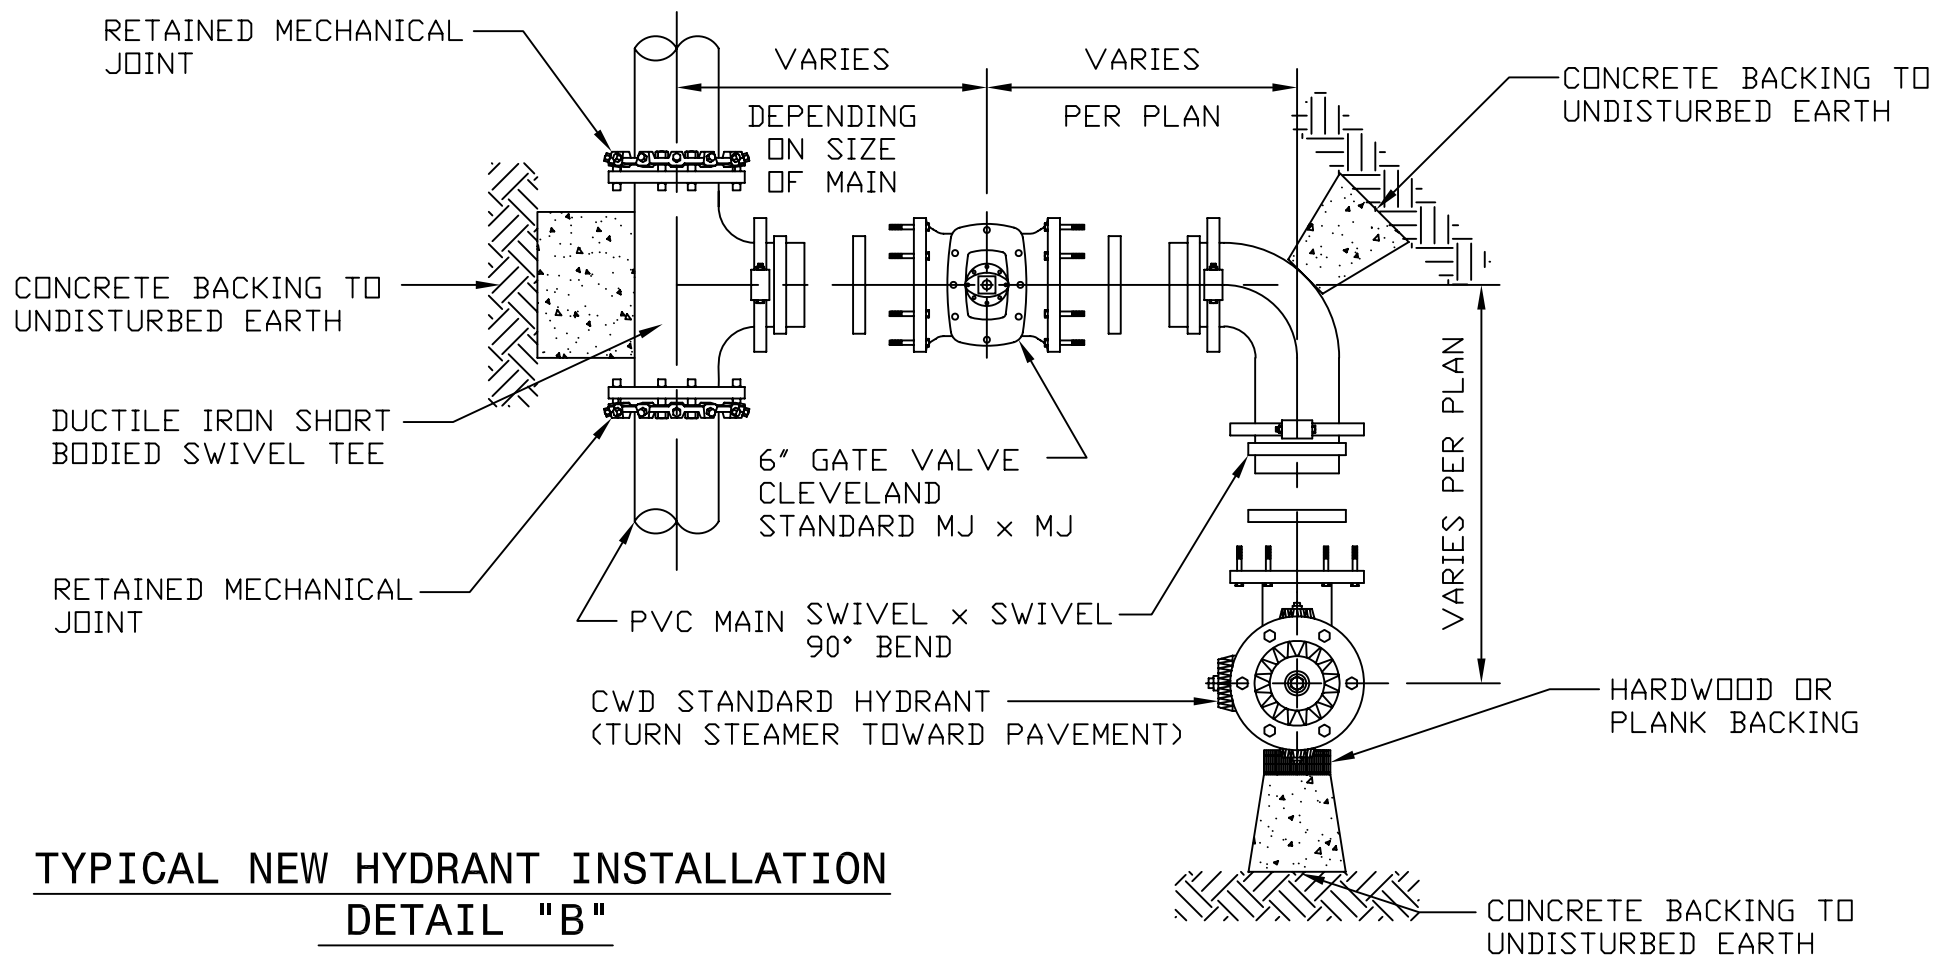 RETAINED MECHANICAL
JOINT
VARIES
DEPENDING
ON SIZE
OF MAIN
VARIES
PER PLAN
CONCRETE BACKING TO
UNDISTURBED EARTH
CONCRETE BACKING TO
UNDISTURBED EARTH
DUCTILE IRON SHORT
BODIED SWIVEL TEE
6" GATE VALVE
CLEVELAND
STANDARD MJ x MJ
VARIES PER PLAN
RETAINED MECHANICAL
JOINT
PVC MAIN
SWIVEL x SWIVEL
90° BEND
CWD STANDARD HYDRANT
(TURN STEAMER TOWARD PAVEMENT)
HARDWOOD OR
PLANK BACKING
TYPICAL NEW HYDRANT INSTALLATION
DETAIL "B"
CONCRETE BACKING TO
UNDISTURBED EARTH